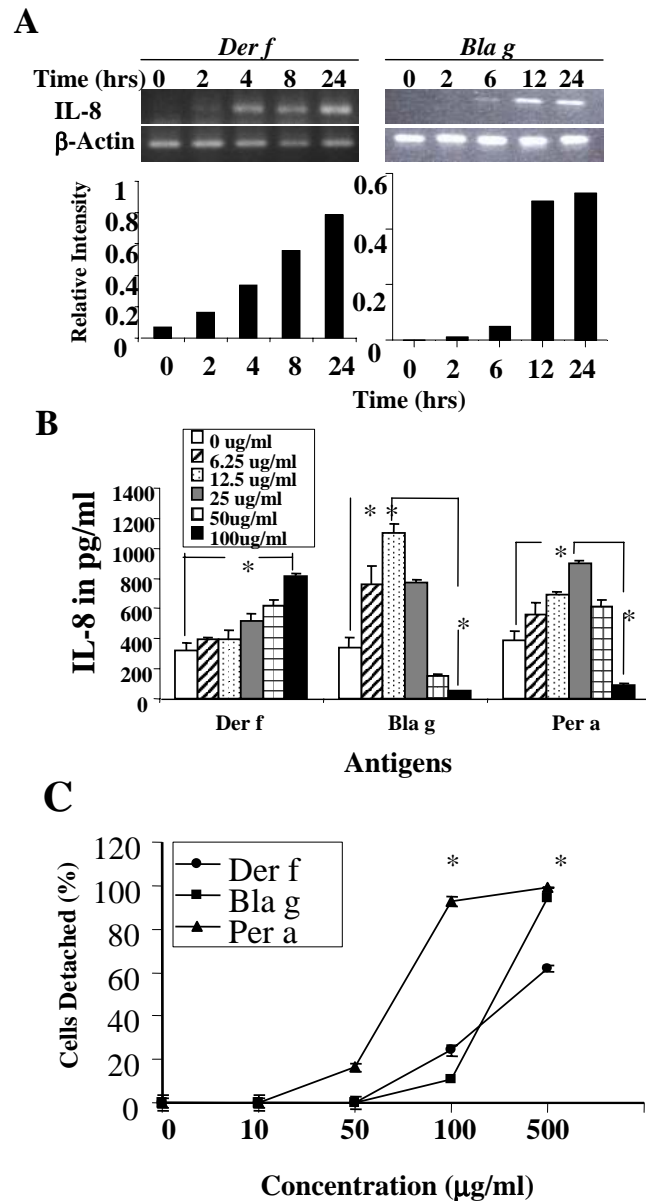 A
Der f Bla g
Time (hrs) 0 2 4 8 24 0 2 6 12 24
IL-8
β-Actin
Relative Intensity
1
0.8
0.6
0.4
0.2
0
0 2 4 8 24
0.6
0.4
0.2
0
0 2 6 12 24
Time (hrs)
B
0 ug/ml
6.25 ug/ml
12.5 ug/ml
25 ug/ml
50ug/ml
100ug/ml
IL-8 in pg/ml
1400
1200
1000
800
600
400
200
0
*
* *
*
*
*
Der f Bla g Per a
Antigens
C
Cells Detached (%)
120
100
80
60
40
20
0
Der f
Bla g
Per a
* *
0 10 50 100 500
Concentration (µg/ml)